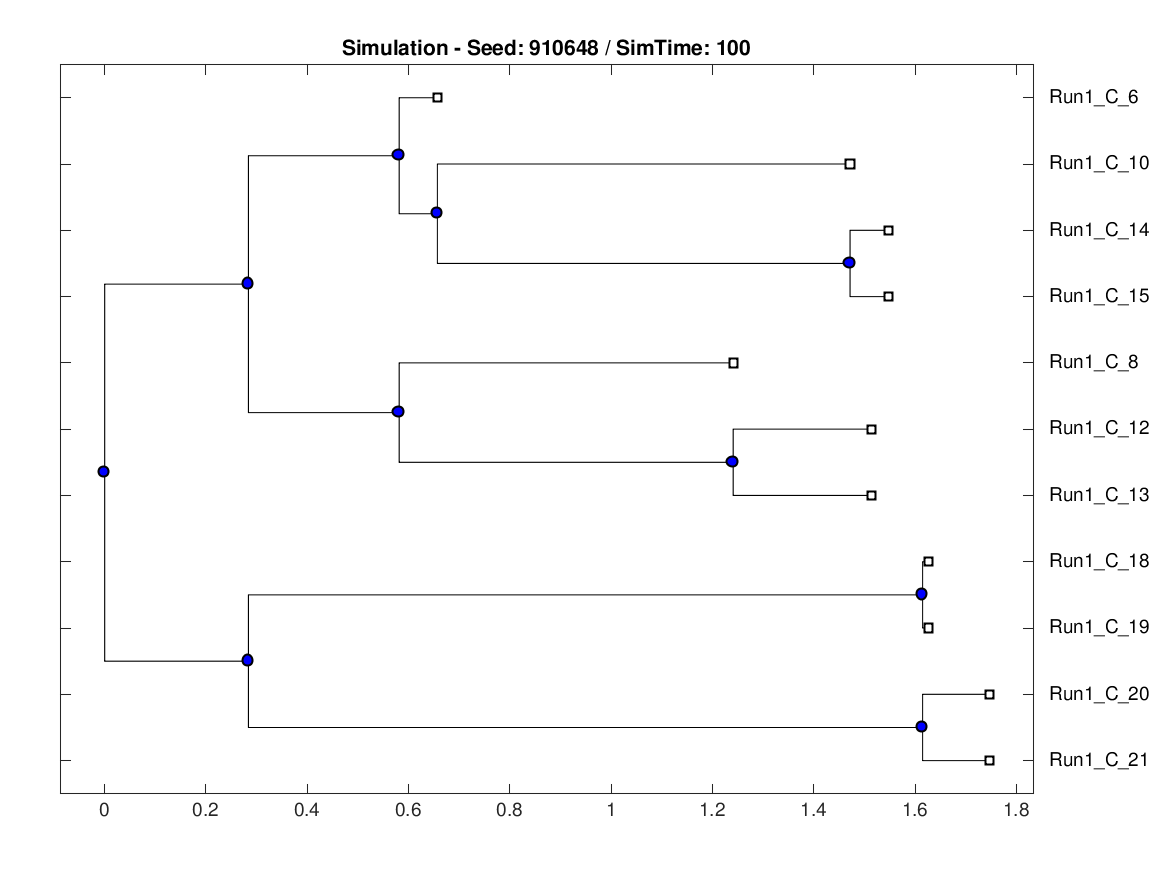 Simulation - Seed: 910648 / SimTime: 100
Run1_C_6
Run1_C_10
Run1_C_14
Run1_C_15
Run1_C_8
Run1_C_12
Run1_C_13
Run1_C_18
Run1_C_19
Run1_C_20
Run1_C_21
0 0.2 0.4 0.6 0.8 1 1.2 1.4 1.6 1.8